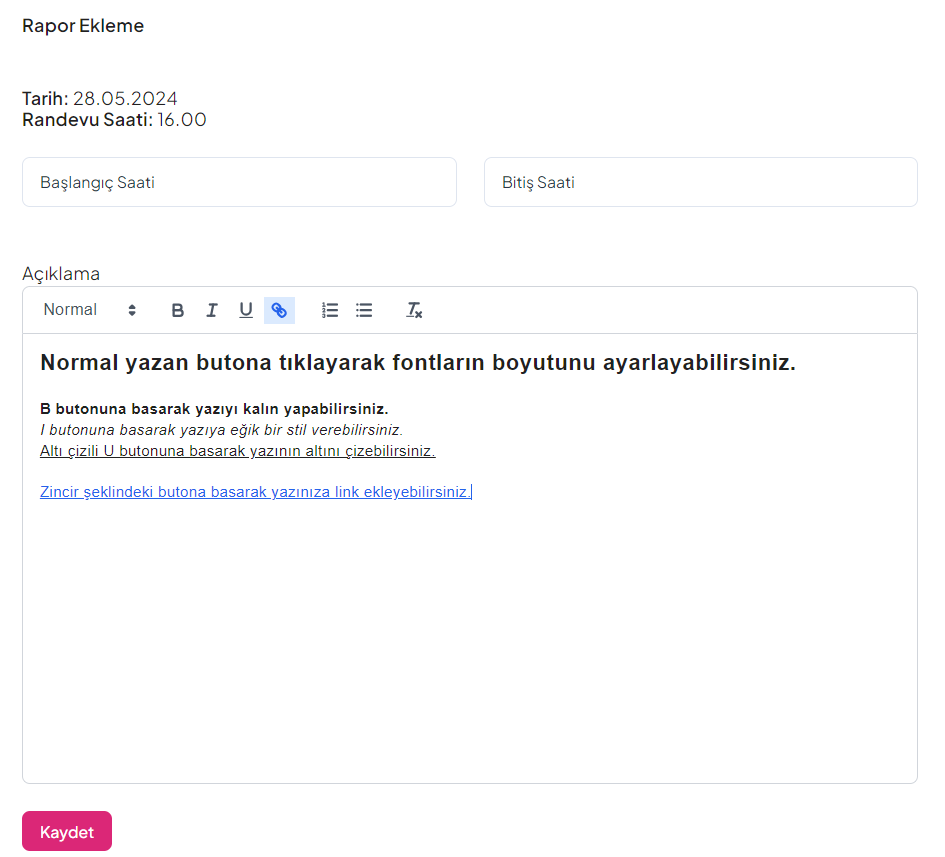 Rapor Ekleme
Tarih: 28.05.2024
Randevu Saati: 16.00
Başlangıç Saati
Bitiş Saati
Açıklama
Normal B I U
Normal yazan butona tıklayarak fontların boyutunu ayarlayabilirsiniz.
B butonuna basarak yazıyı kalın yapabilirsiniz.
I butonuna basarak yazıya eğik bir stil verebilirsiniz.
Altı çizili U butonuna basarak yazının altını çizebilirsiniz.
Zincir şeklindeki butona basarak yazınıza link ekleyebilirsiniz.
Kaydet